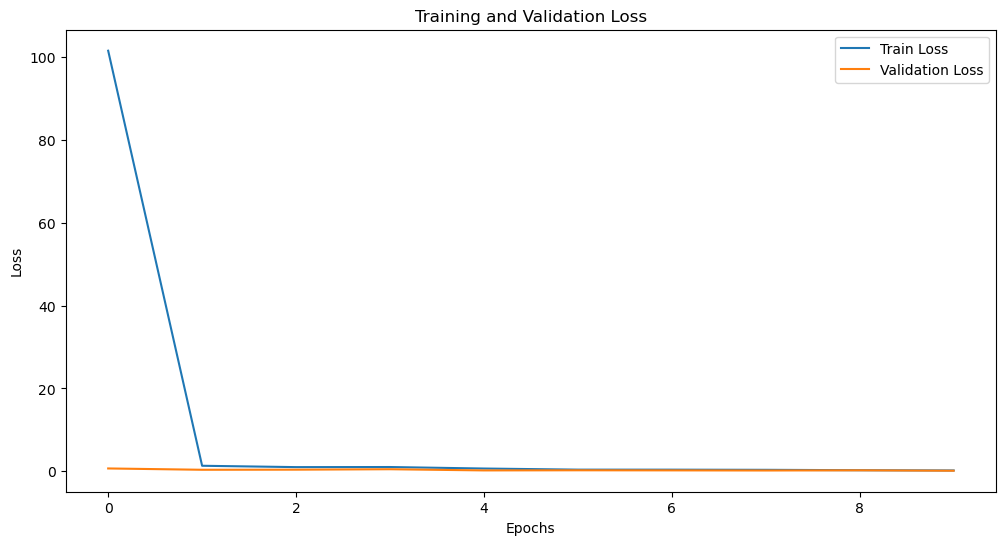 Training and Validation Loss
Train Loss
Validation Loss
100
80
60
40
20
0
Loss
0 2 4 6 8
Epochs